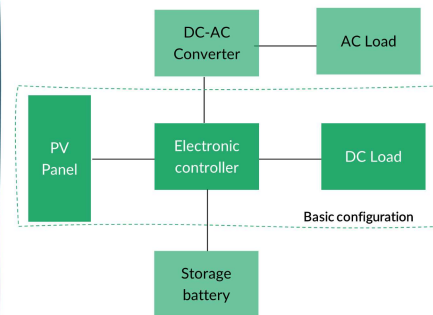 DC-AC
Converter
AC Load
PV
Panel
Electronic
controller
DC Load
Basic configuration
Storage
battery